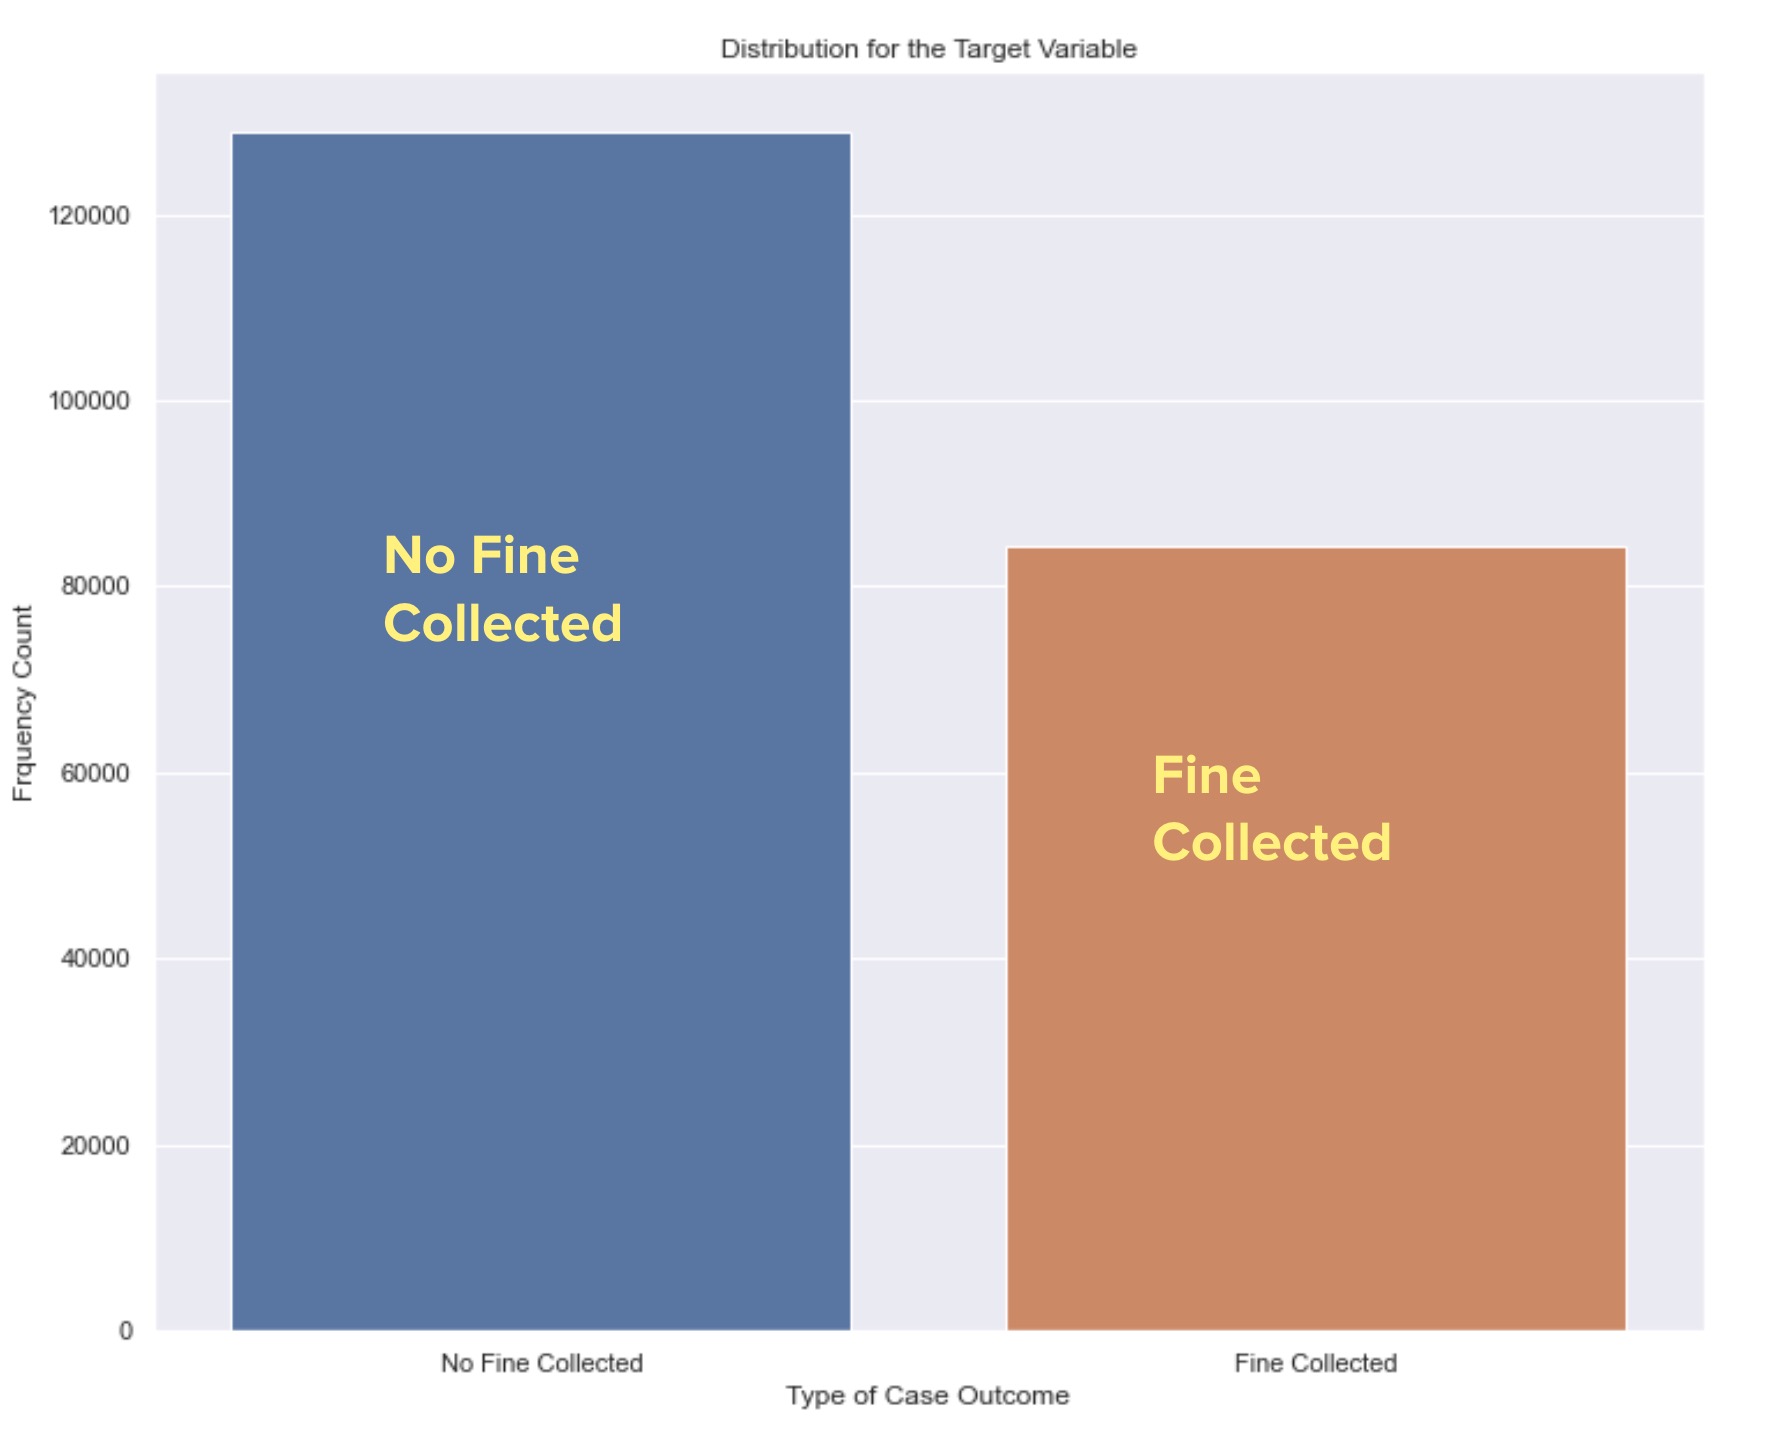 Distribution for the Target Variable
120000
100000
80000
60000
40000
20000
0
Frquency Count
No Fine
Collected
Fine
Collected
No Fine Collected
Fine Collected
Type of Case Outcome